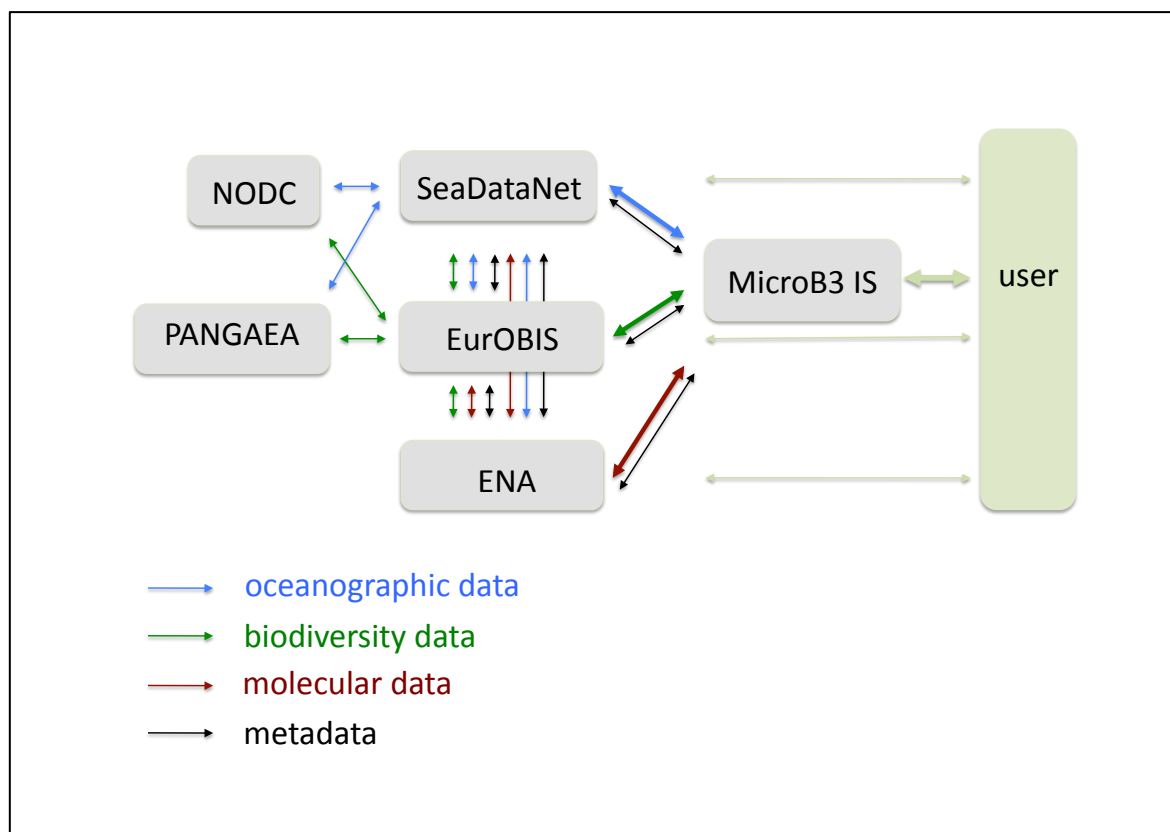 NODC
SeaDataNet
MicroB3 IS
user
PANGAEA
EurOBIS
ENA
oceanographic data
biodiversity data
molecular data
metadata